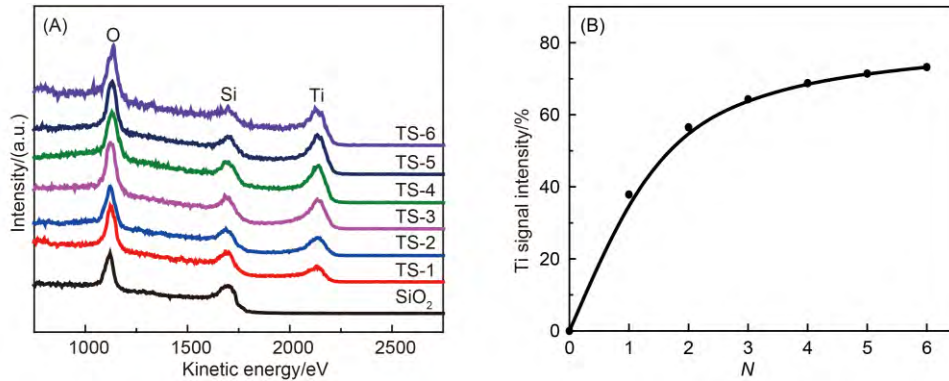 (A)
O
Si
Ti
TS-6
TS-5
TS-4
TS-3
TS-2
TS-1
SiO₂
Intensity/(a.u.)
1000 1500 2000 2500
Kinetic energy/eV
(B)
80
60
40
20
0
Ti signal intensity/%
0 1 2 3 4 5 6
N